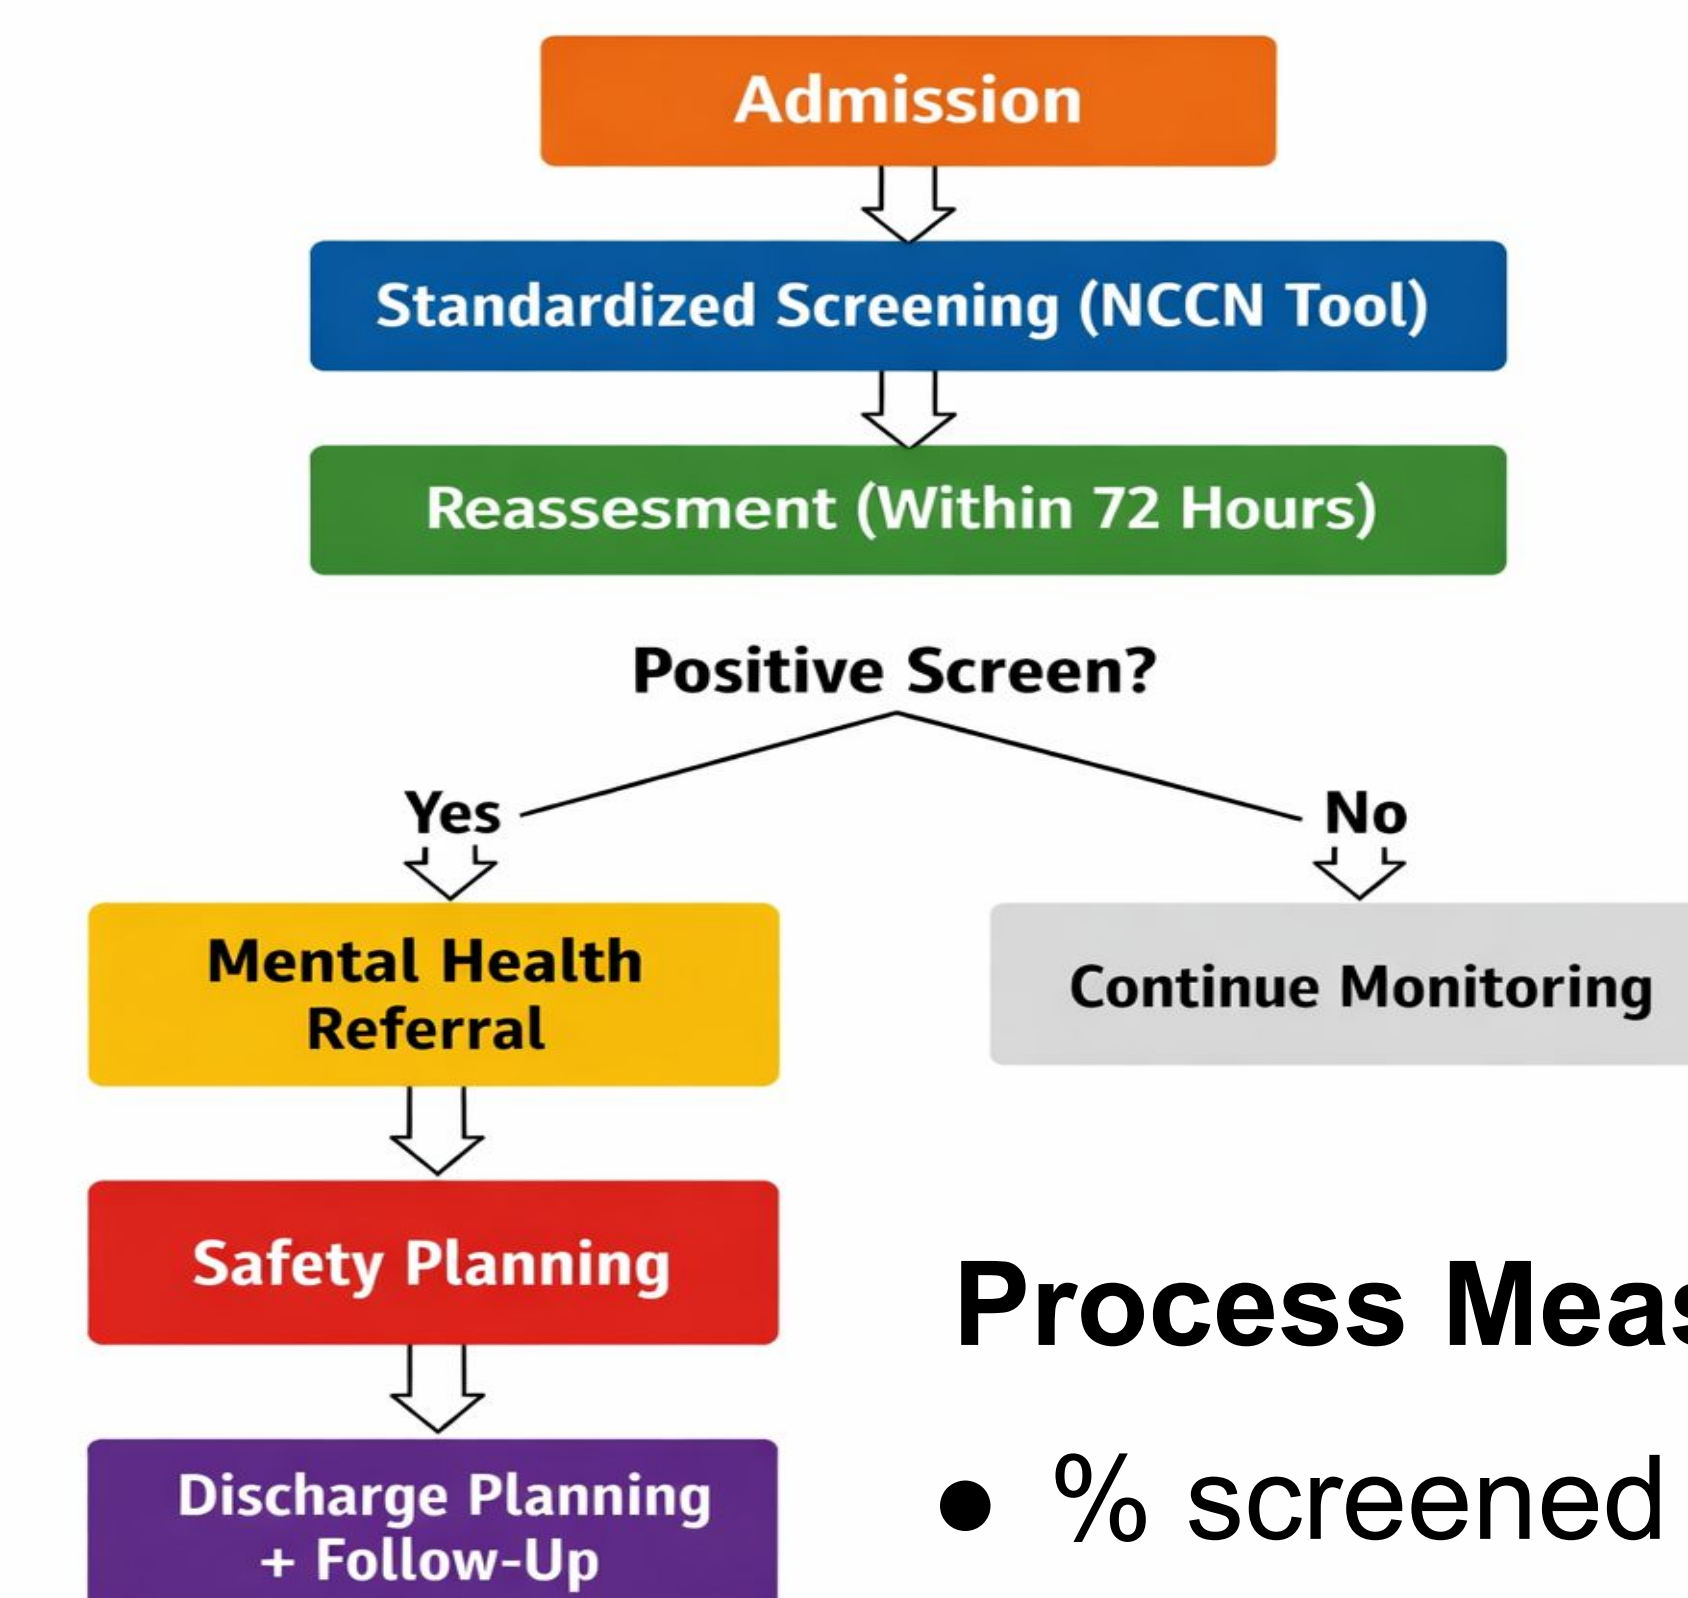 Admission
Standardized Screening (NCCN Tool)
Reassesment (Within 72 Hours)
Positive Screen?
Yes
No
Mental Health
Referral
Continue Monitoring
Safety Planning
Process Meas
Discharge Planning
+ Follow-Up
• % screened